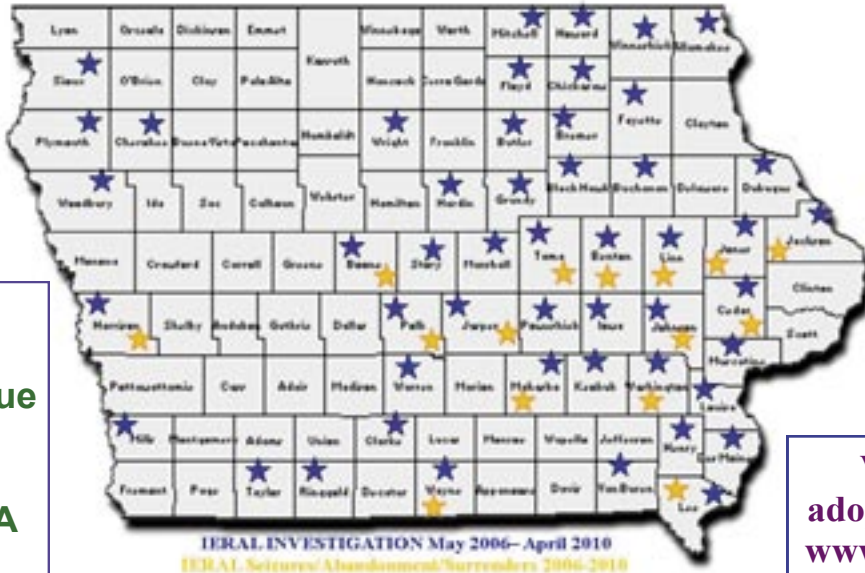 Lyon Osceola Dickinson Emmet Kossuth Winnebago Worth Mitchell Howard Winneshiek Allamakee
Sioux O'Brien Clay Palo Alto Hancock Cerro Gordo Floyd Chickasaw
Plymouth Cherokee Buena Vista Pocahontas Humboldt Wright Franklin Butler Bremer Fayette Clayton
Woodbury Ida Sac Calhoun Webster Hamilton Hardin Grundy Black Hawk Buchanan Delaware Dubuque
Monona Crawford Carroll Greene Boone Story Marshall Tama Benton Linn Jones Jackson
Clinton
Harrison Shelby Audubon Guthrie Dallas Polk Jasper Poweshiek Iowa Johnson Cedar Scott
Muscatine
Pottawattamie Cass Adair Madison Warren Marion Mahaska Keokuk Washington Louisa
Mills Montgomery Adams Union Clarke Lucas Monroe Wapello Jefferson Henry Des Moines
Fremont Page Taylor Ringgold Decatur Wayne Appanoose Davis Van Buren Lee
IERAL INVESTIGATION May 2006– April 2010
IERAL Seizures/Abandonment/Surrenders 2006-2010
ue
A
ado
www